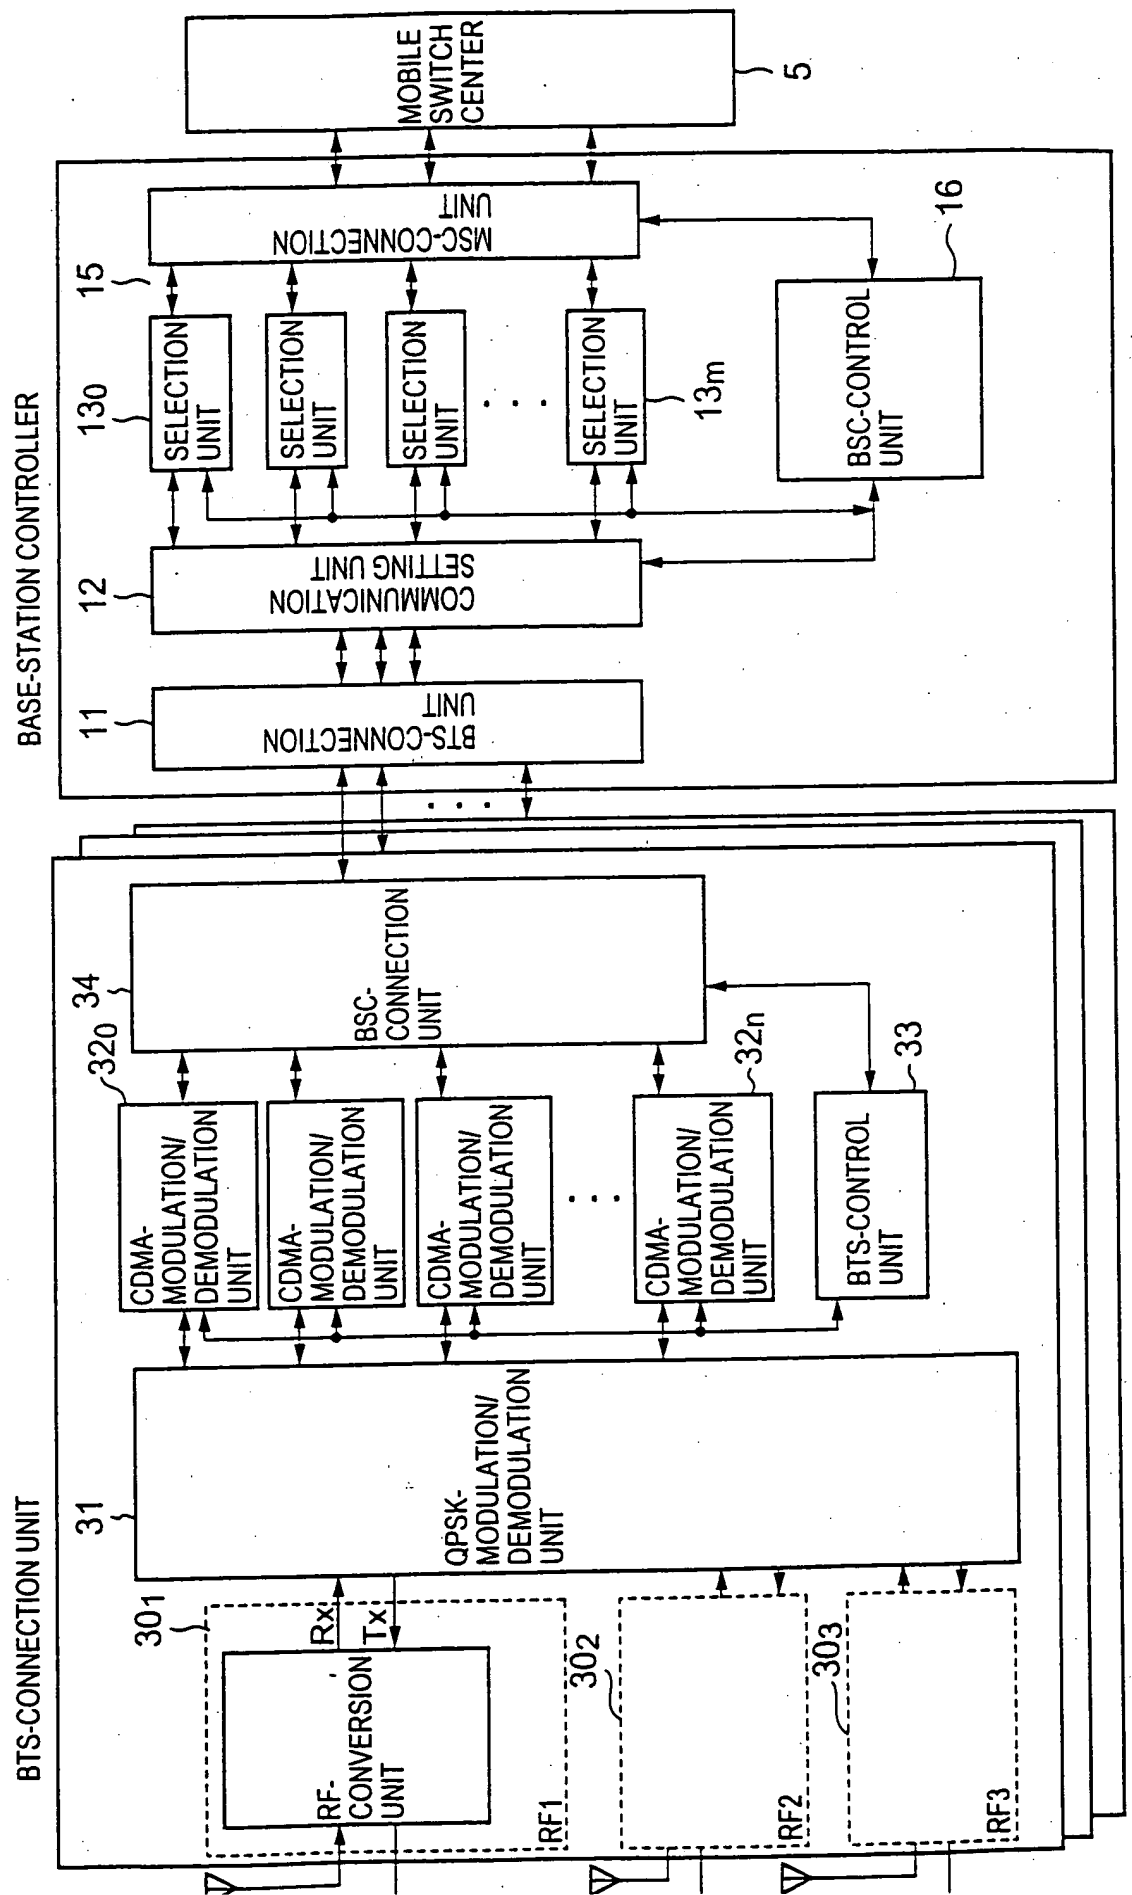 BTS-CONNECTION UNIT
BASE-STATION CONTROLLER
301
Rx
Tx
RF-
CONVERSION
UNIT
RF1
302
RF2
303
RF3
31
QPSK-
MODULATION/
DEMODULATION
UNIT
320
CDMA-
MODULATION/
DEMODULATION
UNIT
CDMA-
MODULATION/
DEMODULATION
UNIT
CDMA-
MODULATION/
DEMODULATION
UNIT
. . .
CDMA-
MODULATION/
DEMODULATION
UNIT
32n
BTS-CONTROL
UNIT
33
34
BSC-
CONNECTION
UNIT
. . .
11
BTS-CONNECTION
UNIT
12
COMMUNICATION
SETTING UNIT
130
SELECTION
UNIT
SELECTION
UNIT
SELECTION
UNIT
. . .
SELECTION
UNIT
13m
15
MSC-CONNECTION
UNIT
BSC-CONTROL
UNIT
16
MOBILE
SWITCH
CENTER
5